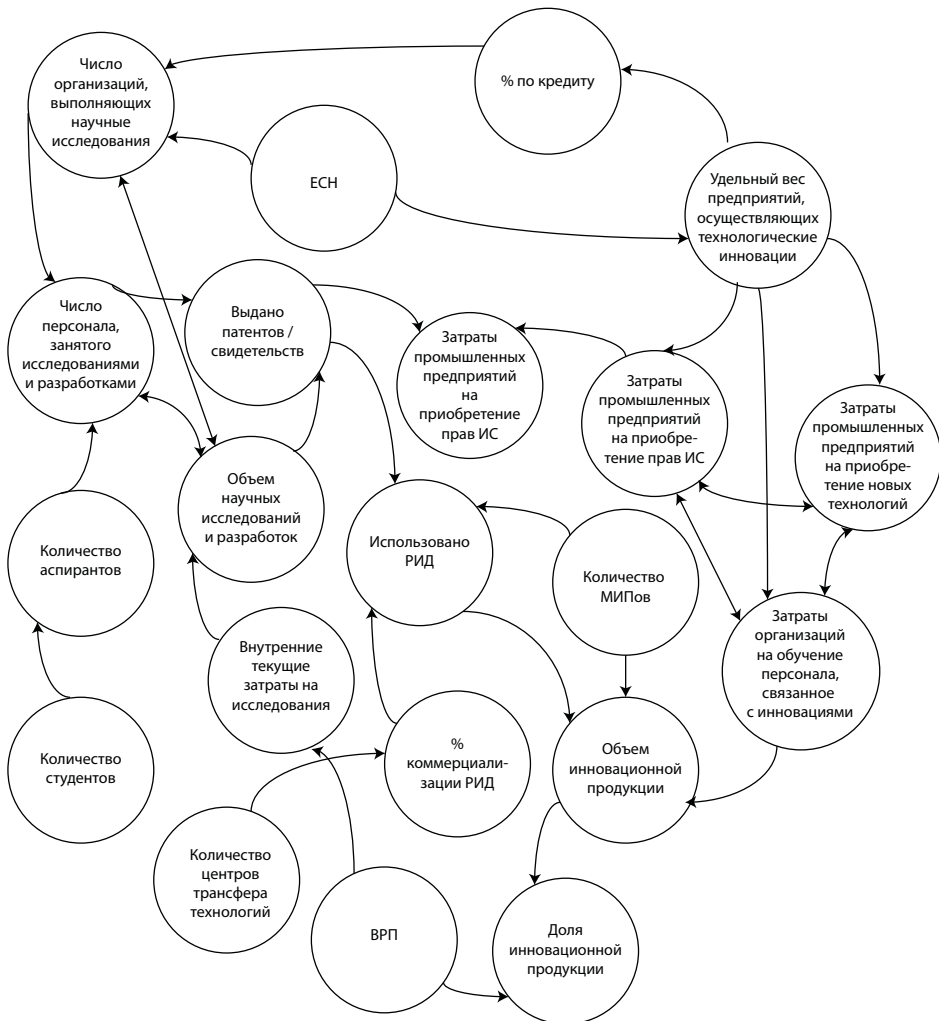 Число
организаций,
выполняющих
научные
исследования
% по кредиту
ЕСН
Удельный вес
предприятий,
осуществляющих
технологические
инновации
Число
персонала,
занятого
исследованиями
и разработками
Выдано
патентов /
свидетельств
Затраты
промышленных
предприятий
на
приобретение
прав ИС
Затраты
промышленных
предприятий
на приобре-
тение прав ИС
Затраты
промышленных
предприятий
на приобре-
тение новых
технологий
Объем
научных
исследований
и разработок
Количество
аспирантов
Использовано
РИД
Количество
МИПов
Затраты
организаций
на обучение
персонала,
связанное
с инновациями
Внутренние
текущие
затраты на
исследования
Количество
студентов
%
коммерциали-
зации РИД
Объем
инновационной
продукции
Количество
центров
трансфера
технологий
ВРП
Доля
инновационной
продукции